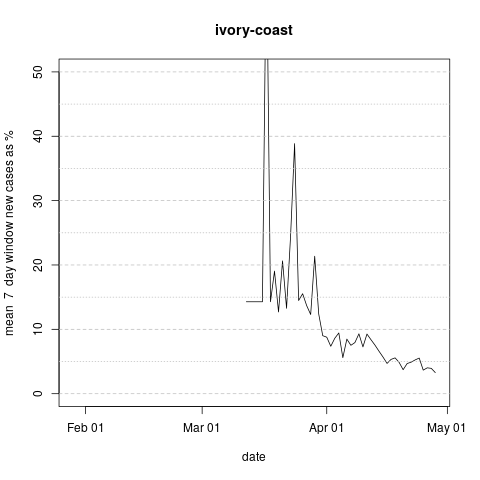 ivory-coast
mean 7 day window new cases as %
50
40
30
20
10
0
Feb 01
Mar 01
Apr 01
May 01
date